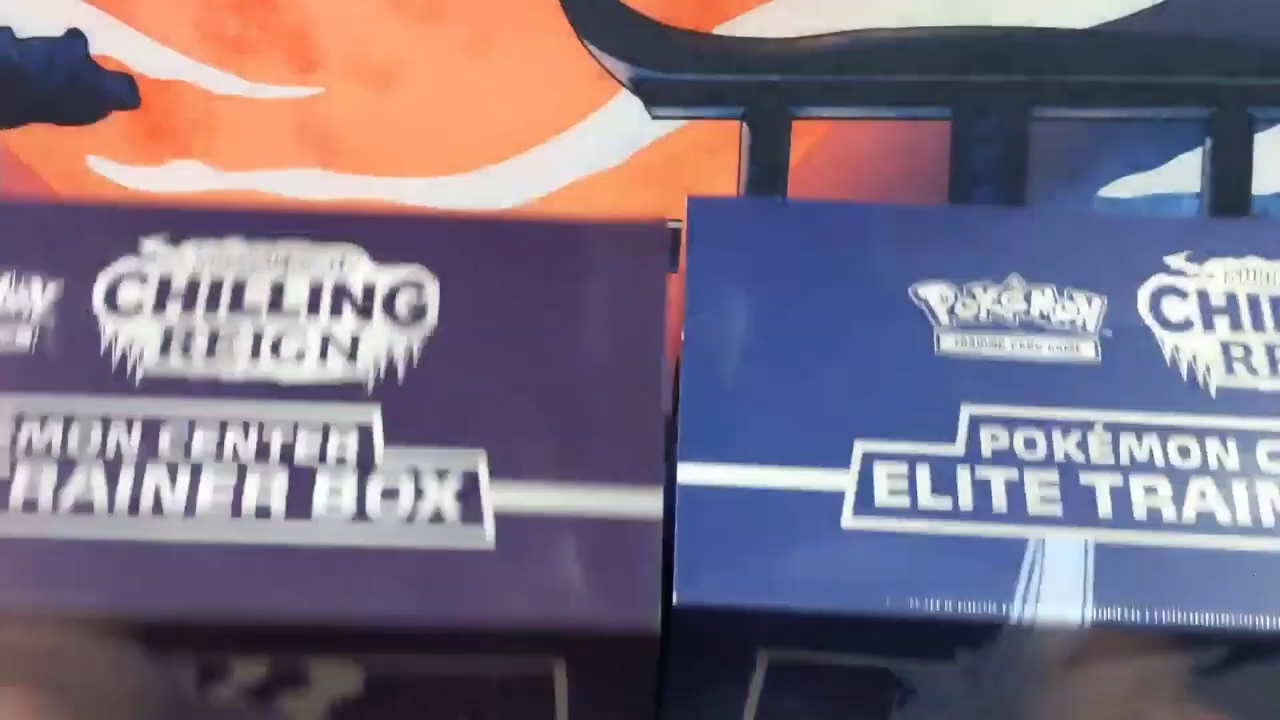 CHILLING
REIGN
MON CENTER
RAINER BOX
POKÉMON
TRADING CARD GAME
CHI
RE
POKÉMON C
ELITE TRAIN